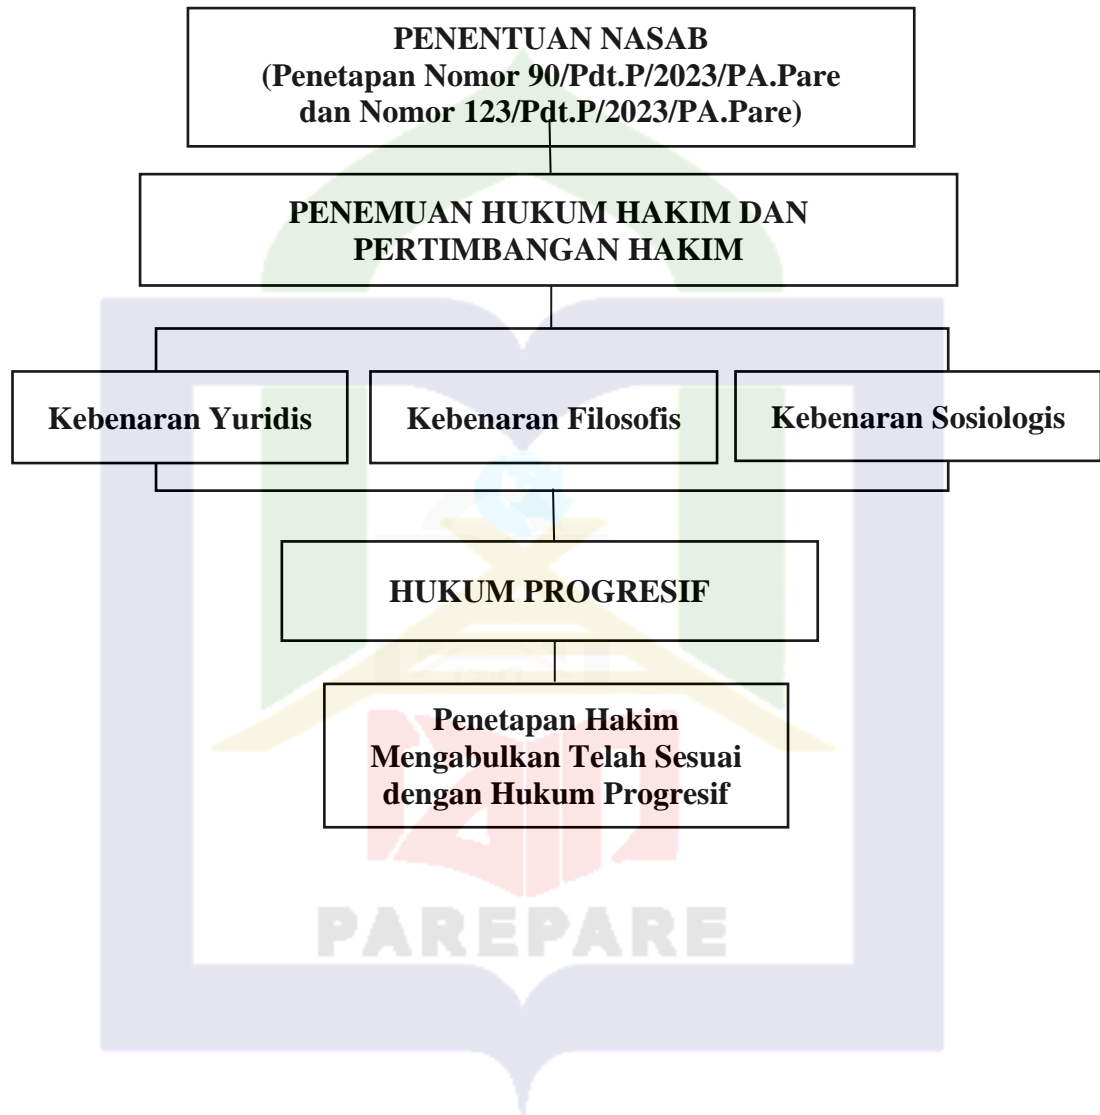 PENENTUAN NASAB
(Penetapan Nomor 90/Pdt.P/2023/PA.Pare
dan Nomor 123/Pdt.P/2023/PA.Pare)
PENEMUAN HUKUM HAKIM DAN
PERTIMBANGAN HAKIM
Kebenaran Yuridis
Kebenaran Filosofis
Kebenaran Sosiologis
HUKUM PROGRESIF
Penetapan Hakim
Mengabulkan Telah Sesuai
dengan Hukum Progresif
PAREPARE